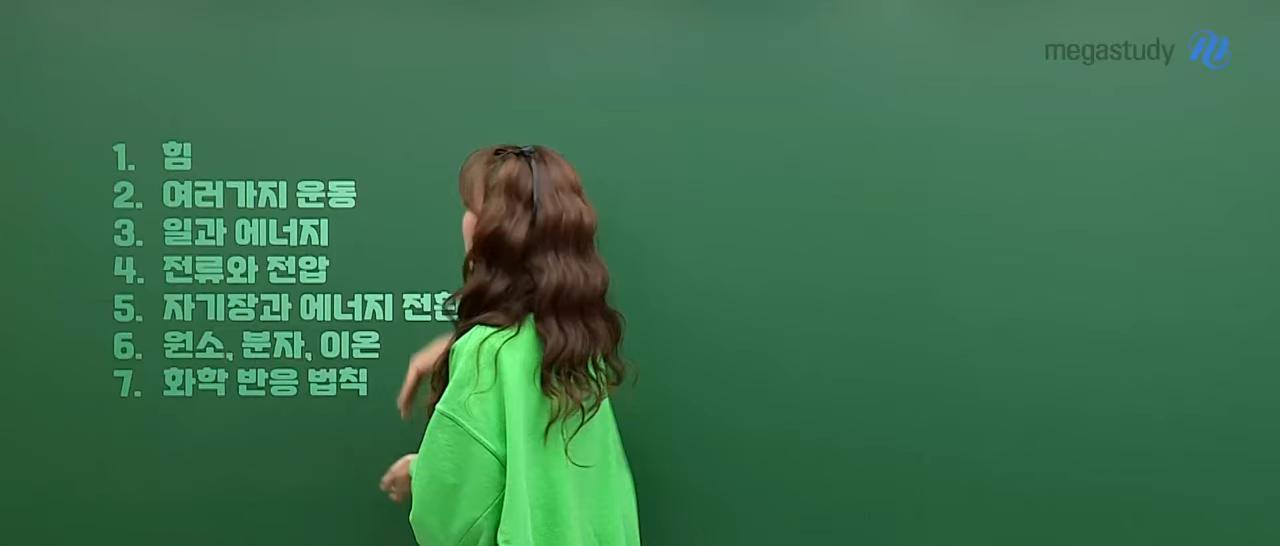 megastudy
1. 힘
2. 여러가지 운동
3. 일과 에너지
4. 전류와 전압
5. 자기장과 에너지 전환
6. 원소, 분자, 이온
7. 화학 반응 법칙